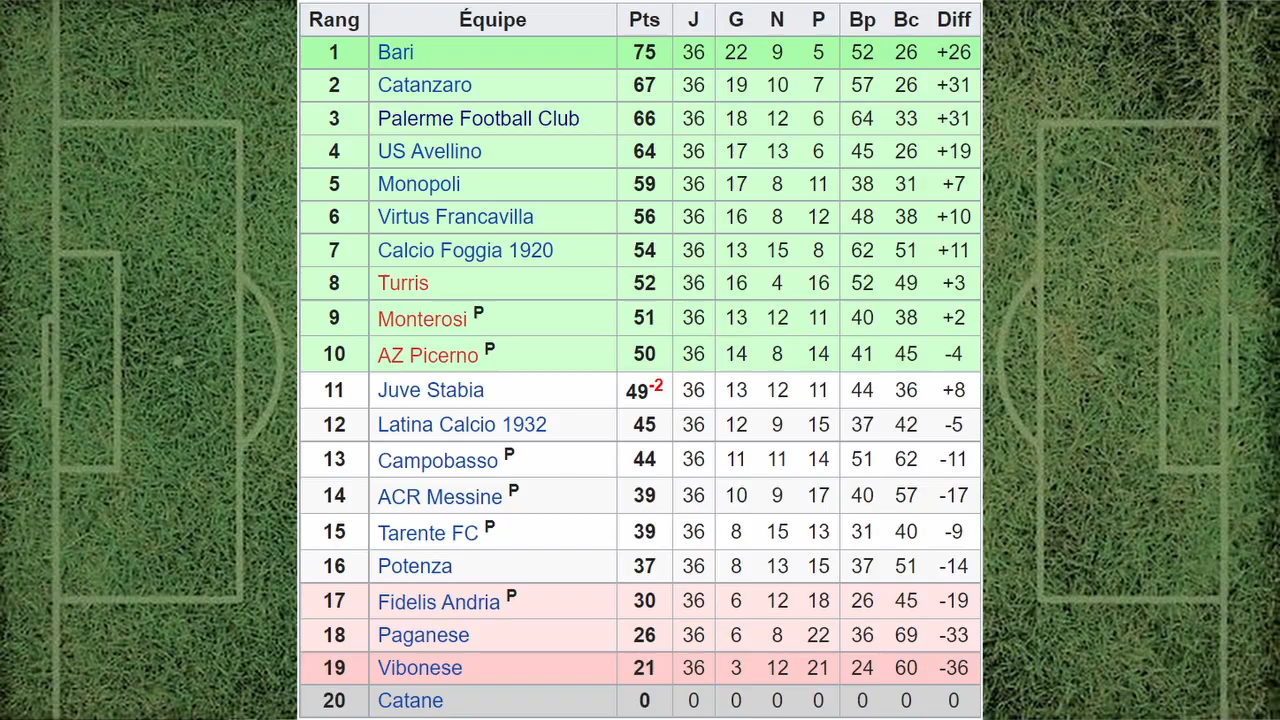 Rang Équipe Pts J G N P Bp Bc Diff
1 Bari 75 36 22 9 5 52 26 +26
2 Catanzaro 67 36 19 10 7 57 26 +31
3 Palerme Football Club 66 36 18 12 6 64 33 +31
4 US Avellino 64 36 17 13 6 45 26 +19
5 Monopoli 59 36 17 8 11 38 31 +7
6 Virtus Francavilla 56 36 16 8 12 48 38 +10
7 Calcio Foggia 1920 54 36 13 15 8 62 51 +11
8 Turris 52 36 16 4 16 52 49 +3
9 Monterosi P 51 36 13 12 11 40 38 +2
10 AZ Picerno P 50 36 14 8 14 41 45 -4
11 Juve Stabia 49-2 36 13 12 11 44 36 +8
12 Latina Calcio 1932 45 36 12 9 15 37 42 -5
13 Campobasso P 44 36 11 11 14 51 62 -11
14 ACR Messine P 39 36 10 9 17 40 57 -17
15 Tarente FC P 39 36 8 15 13 31 40 -9
16 Potenza 37 36 8 13 15 37 51 -14
17 Fidelis Andria P 30 36 6 12 18 26 45 -19
18 Paganese 26 36 6 8 22 36 69 -33
19 Vibonese 21 36 3 12 21 24 60 -36
20 Catane 0 0 0 0 0 0 0 0